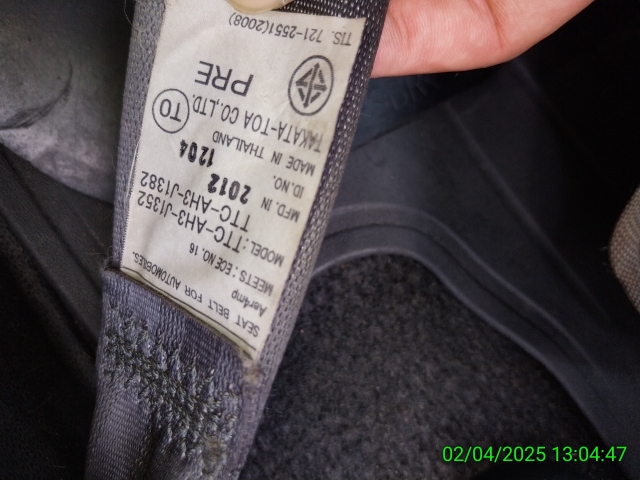 SEAT BELT FOR AUTOMOBILES.
Aer4mp
MEETS : ECE NO. 16
MODEL : TTC-AH3-J1352
TTC-AH3-J1382
MFD. IN 2012
ID.NO. 1204
MADE IN THAILAND
TAKATA-TOA CO.,LTD.
TO
PRE
TIS. 721-2551(2008)
02/04/2025 13:04:47